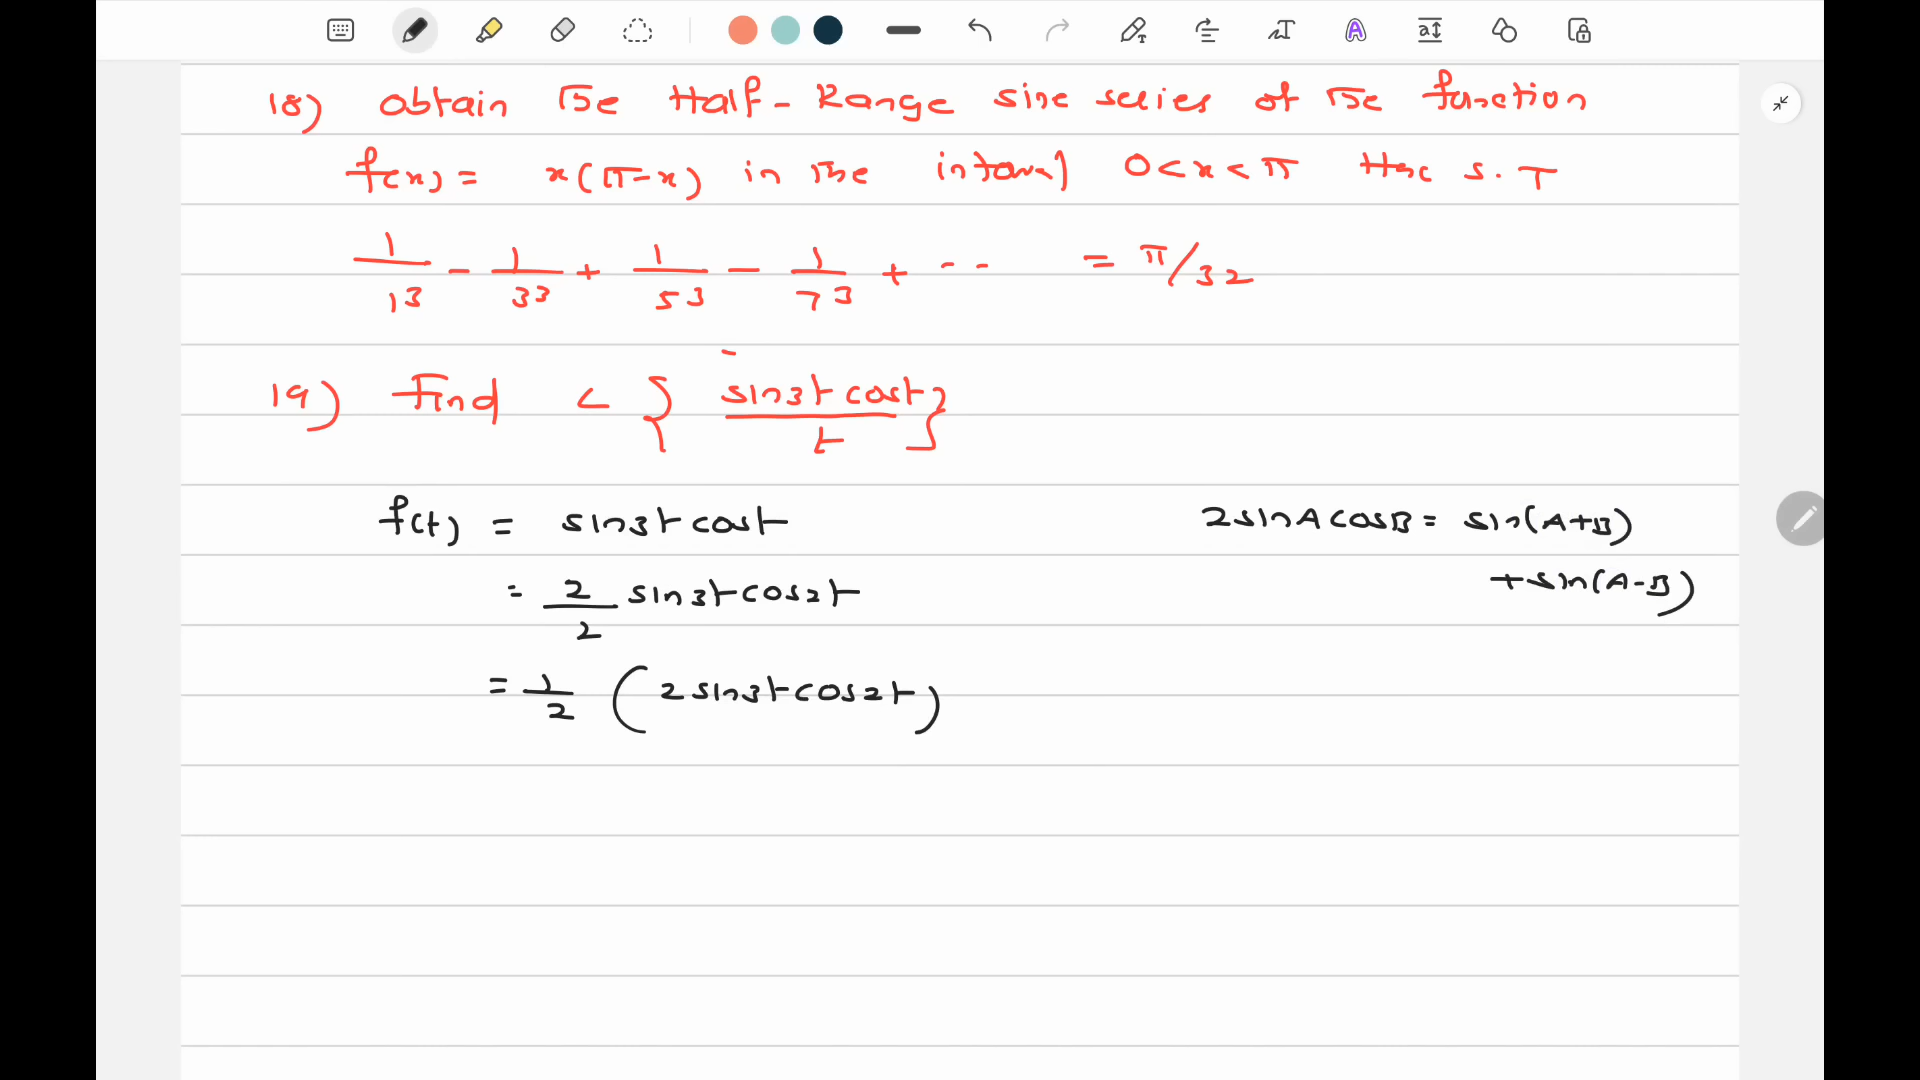 18) obtain the Half-Range sine series of the function
f(x) = x(π-x) in the interval 0<x<π Hence S.T
1/1³ - 1/3³ + 1/5³ - 1/7³ + -- = π/32
19) Find L { sin3t cost / t }
f(t) = sin3t cost
2sinAcosB = sin(A+B)
+sin(A-B)
= 2/2 sin3t cos2t
= 1/2 (2sin3t cos2t)